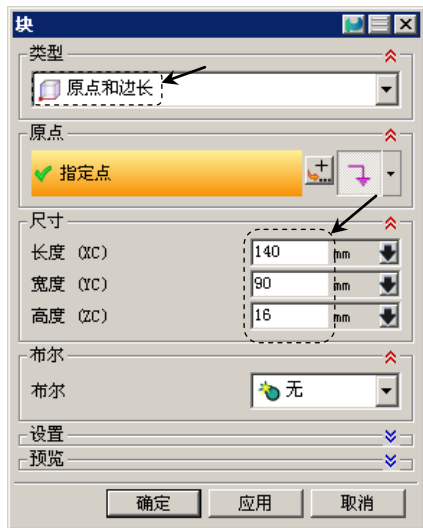 块
类型
原点和边长
原点
指定点
尺寸
长度 (XC) 140 mm
宽度 (YC) 90 mm
高度 (ZC) 16 mm
布尔
布尔 无
设置
预览
确定 应用 取消